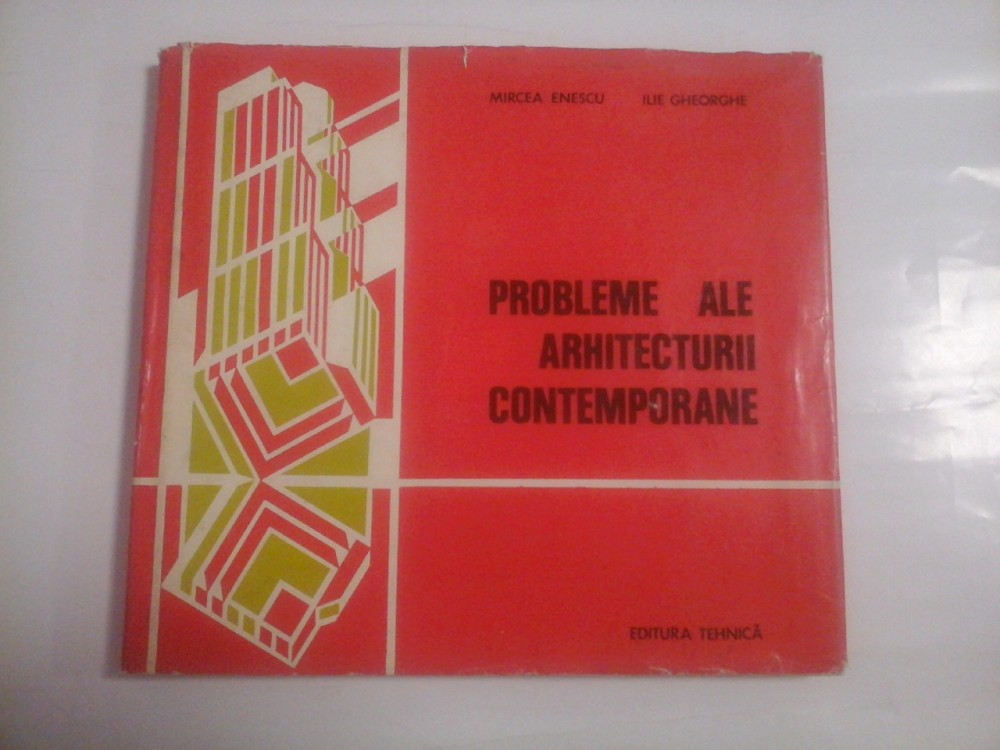 MIRCEA ENESCU ILIE GHEORGHE
PROBLEME ALE
ARHITECTURII
CONTEMPORANE
EDITURA TEHNICĂ